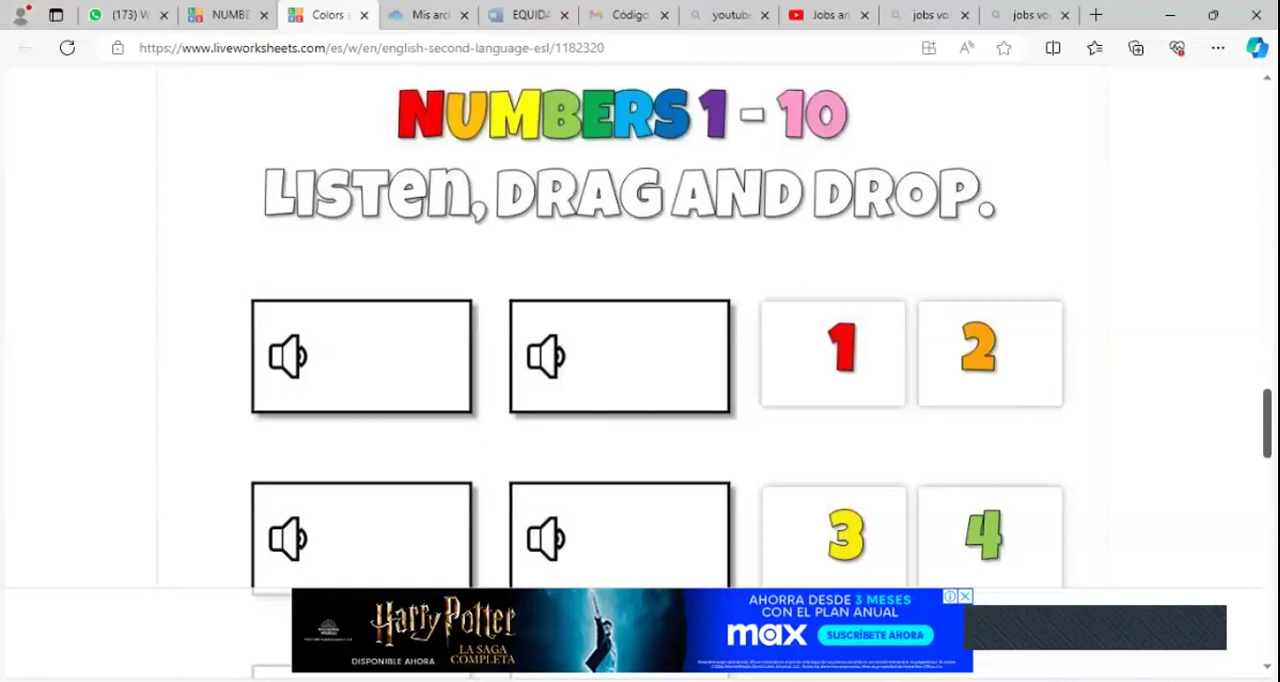 (173) W
NUMBE
Colors a
Mis arci
EQUIDA
Código
youtube
Jobs an
jobs vo
jobs vo
https://www.liveworksheets.com/es/w/en/english-second-language-esl/1182320
NUMBERS 1 - 10
LISTen, DRAG AND DROP.
1 2
3 4
Harry Potter
LA SAGA
COMPLETA
DISPONIBLE AHORA
AHORRA DESDE 3 MESES
CON EL PLAN ANUAL
max
SUSCRÍBETE AHORA